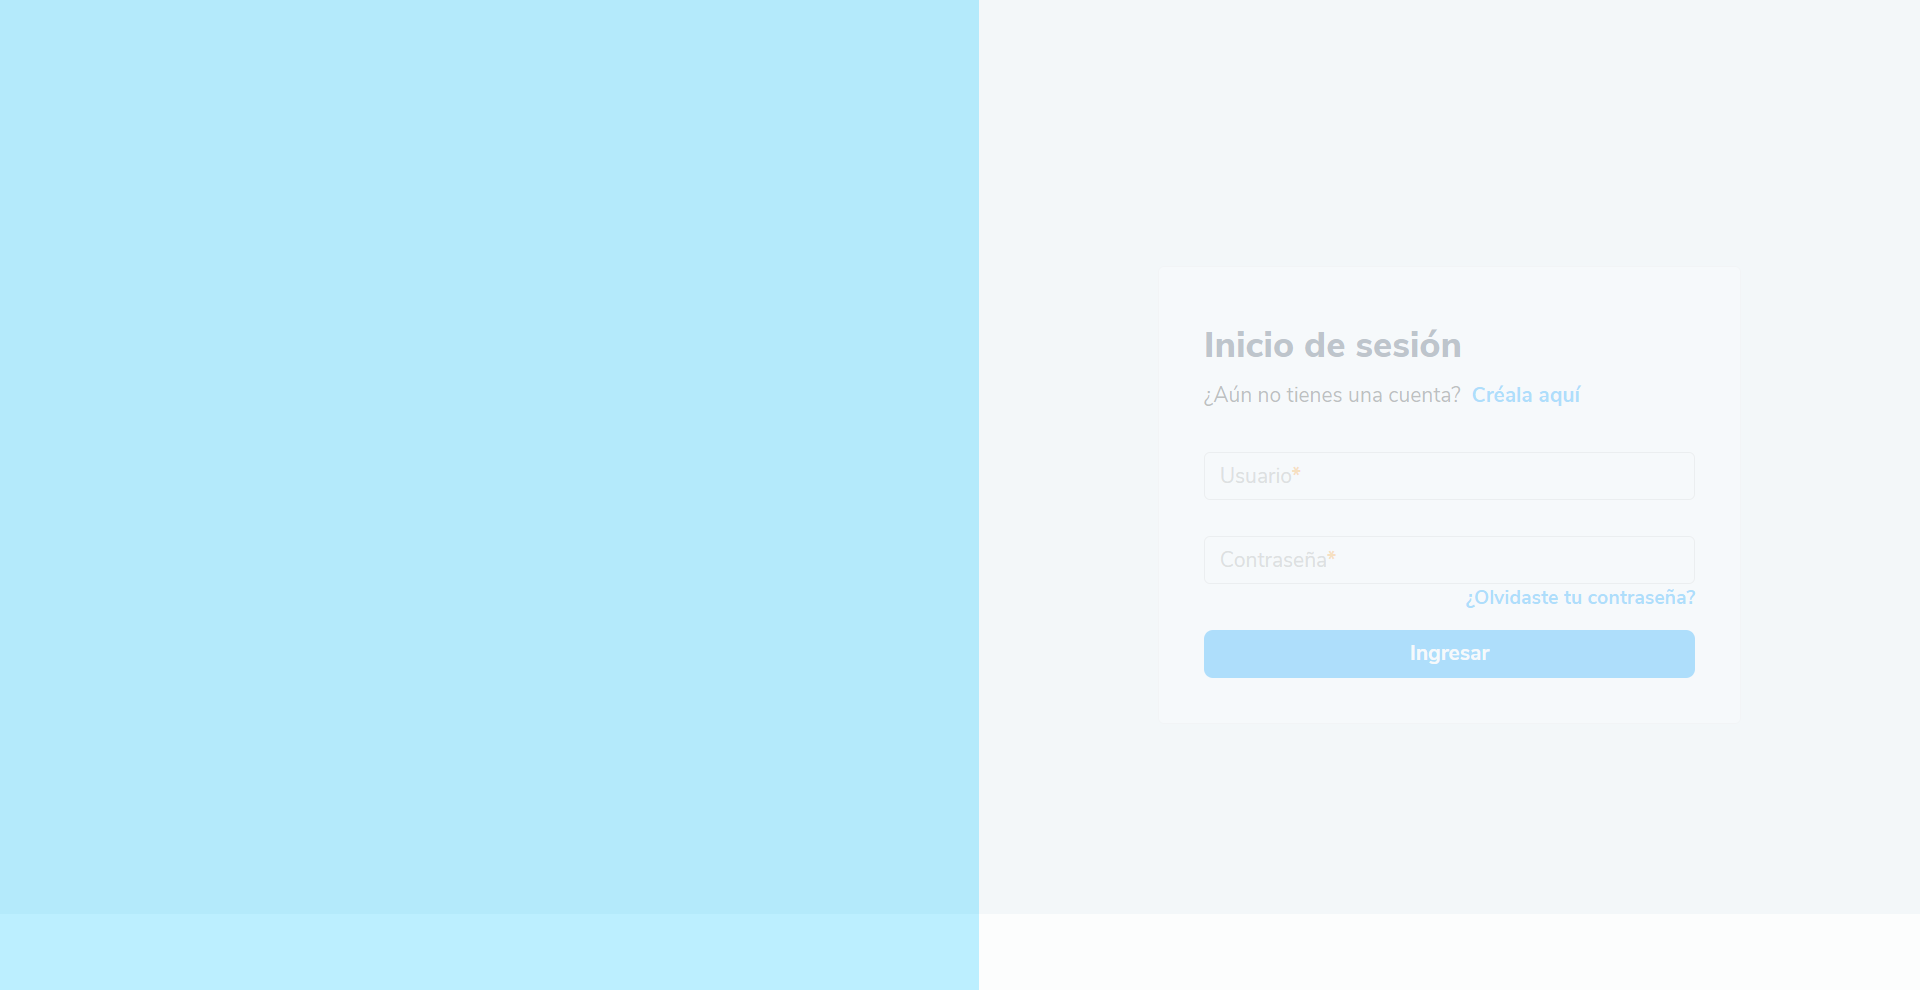 Inicio de sesión
¿Aún no tienes una cuenta? Créala aquí
Usuario*
Contraseña*
¿Olvidaste tu contraseña?
Ingresar